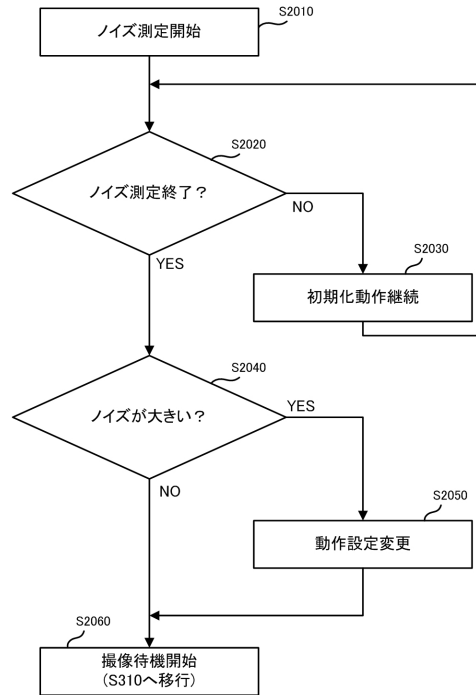 S2010
ノイズ測定開始
S2020
ノイズ測定終了？
NO
YES
S2030
初期化動作継続
S2040
ノイズが大きい？
YES
NO
S2050
動作設定変更
S2060
撮像待機開始
(S310へ移行)